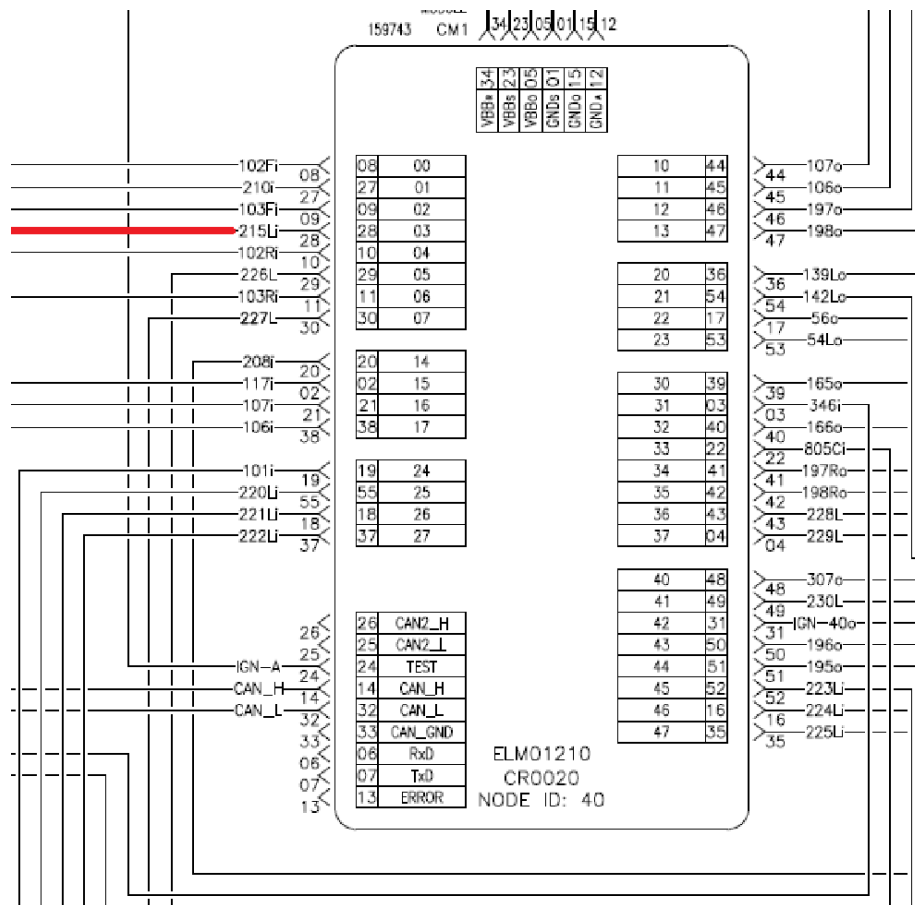 159743 CM1 34 23 05 01 15 12
34 23 05 01 15 12
VBBR VBBS VBBO GNDS GNDO GNDA
102Fi 08 08 00
210i 27 27 01
103Fi 09 09 02
215Li 28 28 03
102Ri 10 10 04
226L 29 29 05
103Ri 11 11 06
227L 30 30 07
208i 20 20 14
117i 02 02 15
107i 21 21 16
106i 38 38 17
101i 19 19 24
220Li 55 55 25
221Li 18 18 26
222Li 37 37 27
26 26 CAN2_H
25 25 CAN2_L
IGN-A 24 24 TEST
CAN_H 14 14 CAN_H
CAN_L 32 32 CAN_L
33 33 CAN_GND
06 06 RxD
07 07 TxD
13 13 ERROR
10 44 44 107o
11 45 45 106o
12 46 46 197o
13 47 47 198o
20 36 36 139Lo
21 54 54 142Lo
22 17 17 56o
23 53 53 54Lo
30 39 39 165o
31 03 03 346i
32 40 40 166o
33 22 22 805Ci
34 41 41 197Ro
35 42 42 198Ro
36 43 43 228L
37 04 04 229L
40 48 48 307o
41 49 49 230L
42 31 31 IGN-40o
43 50 50 196o
44 51 51 195o
45 52 52 223Li
46 16 16 224Li
47 35 35 225Li
ELM01210
CR0020
NODE ID: 40